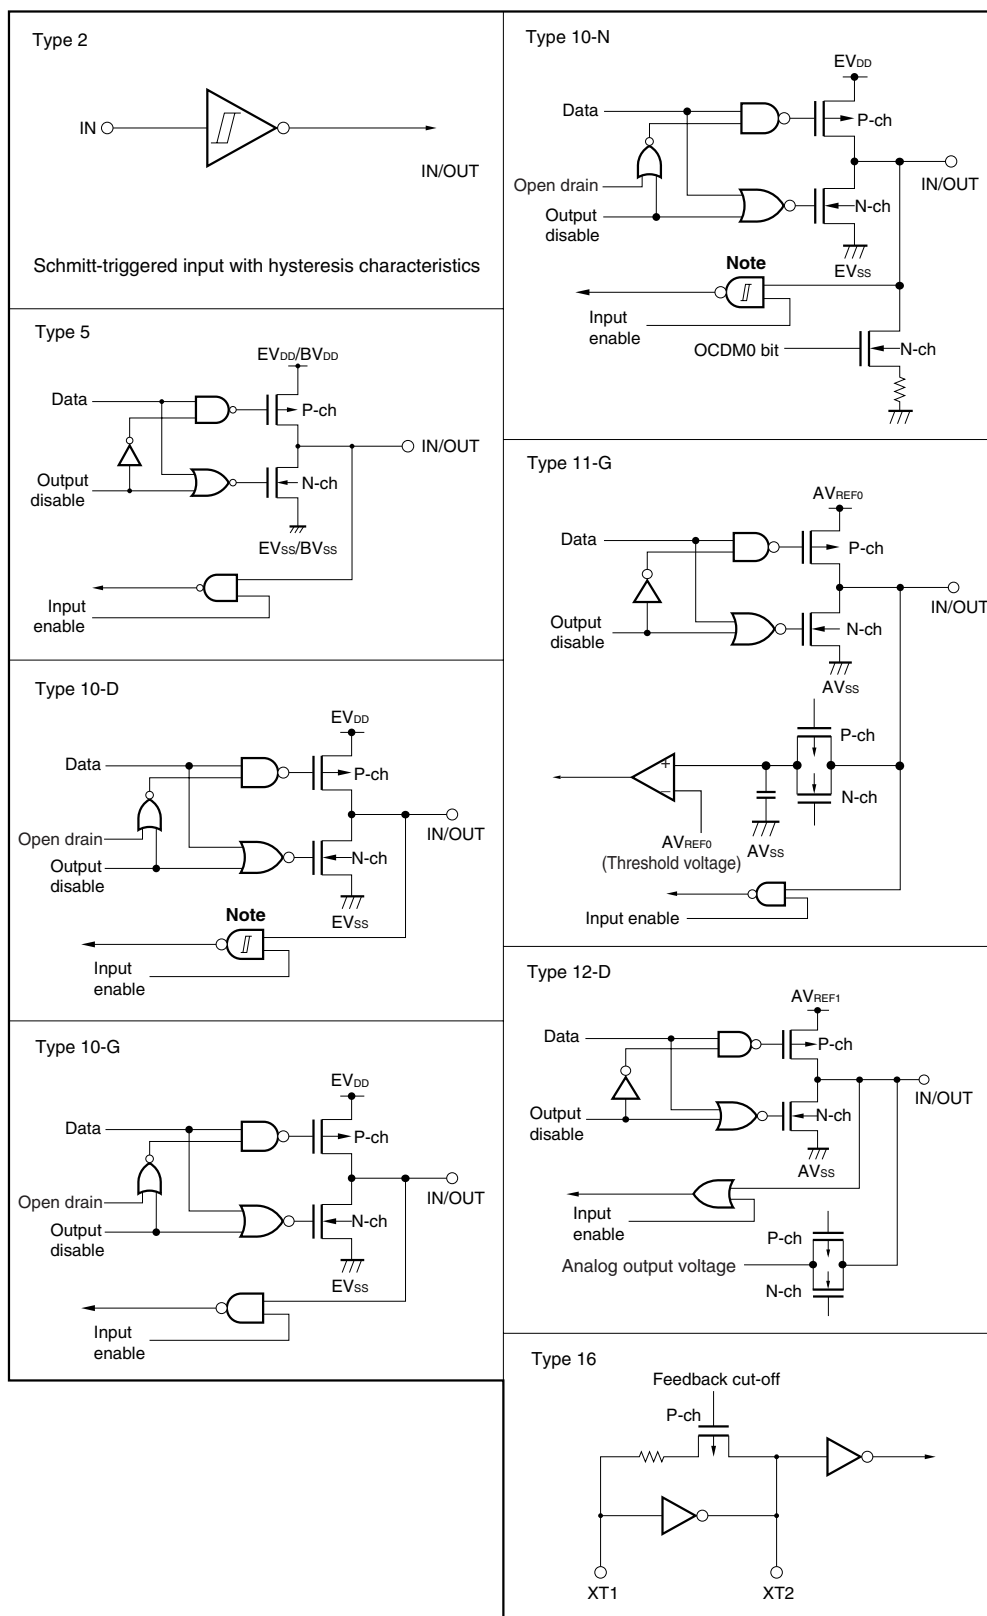 Type 2
IN
IN/OUT
Schmitt-triggered input with hysteresis characteristics
Type 5
EVDD/BVDD
Data
P-ch
IN/OUT
Output
disable
N-ch
EVSS/BVSS
Input
enable
Type 10-D
EVDD
Data
P-ch
Open drain
IN/OUT
Output
disable
N-ch
EVSS
Note
Input
enable
Type 10-G
EVDD
Data
P-ch
Open drain
IN/OUT
Output
disable
N-ch
EVSS
Input
enable
Type 10-N
EVDD
Data
P-ch
Open drain
IN/OUT
Output
disable
N-ch
EVSS
Note
Input
enable
OCDM0 bit
N-ch
Type 11-G
AVREF0
Data
P-ch
IN/OUT
Output
disable
N-ch
AVSS
P-ch
+
−
N-ch
AVREF0
(Threshold voltage)
AVSS
Input enable
Type 12-D
AVREF1
Data
P-ch
IN/OUT
Output
disable
N-ch
AVSS
Input
enable
P-ch
Analog output voltage
N-ch
Type 16
Feedback cut-off
P-ch
XT1
XT2